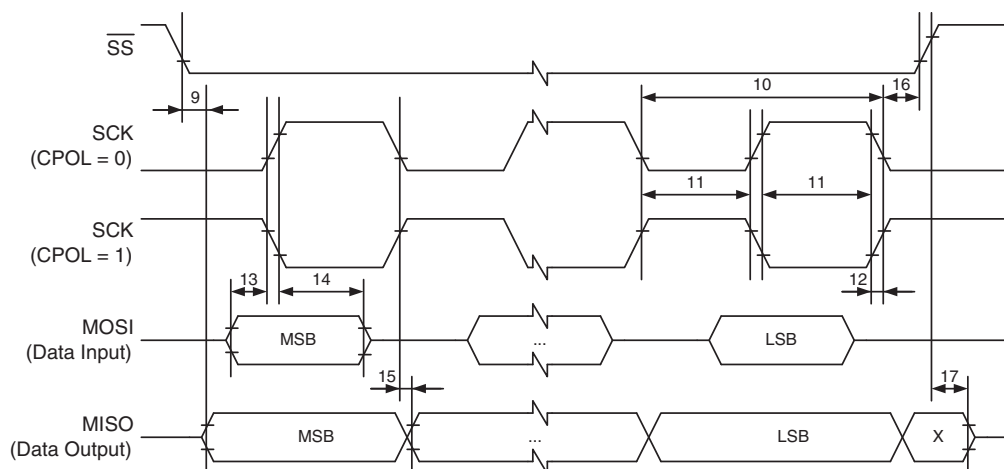 SS
9
10
16
SCK
(CPOL = 0)
11
11
SCK
(CPOL = 1)
13
14
12
MOSI
(Data Input)
MSB
...
LSB
15
17
MISO
(Data Output)
MSB
...
LSB
X